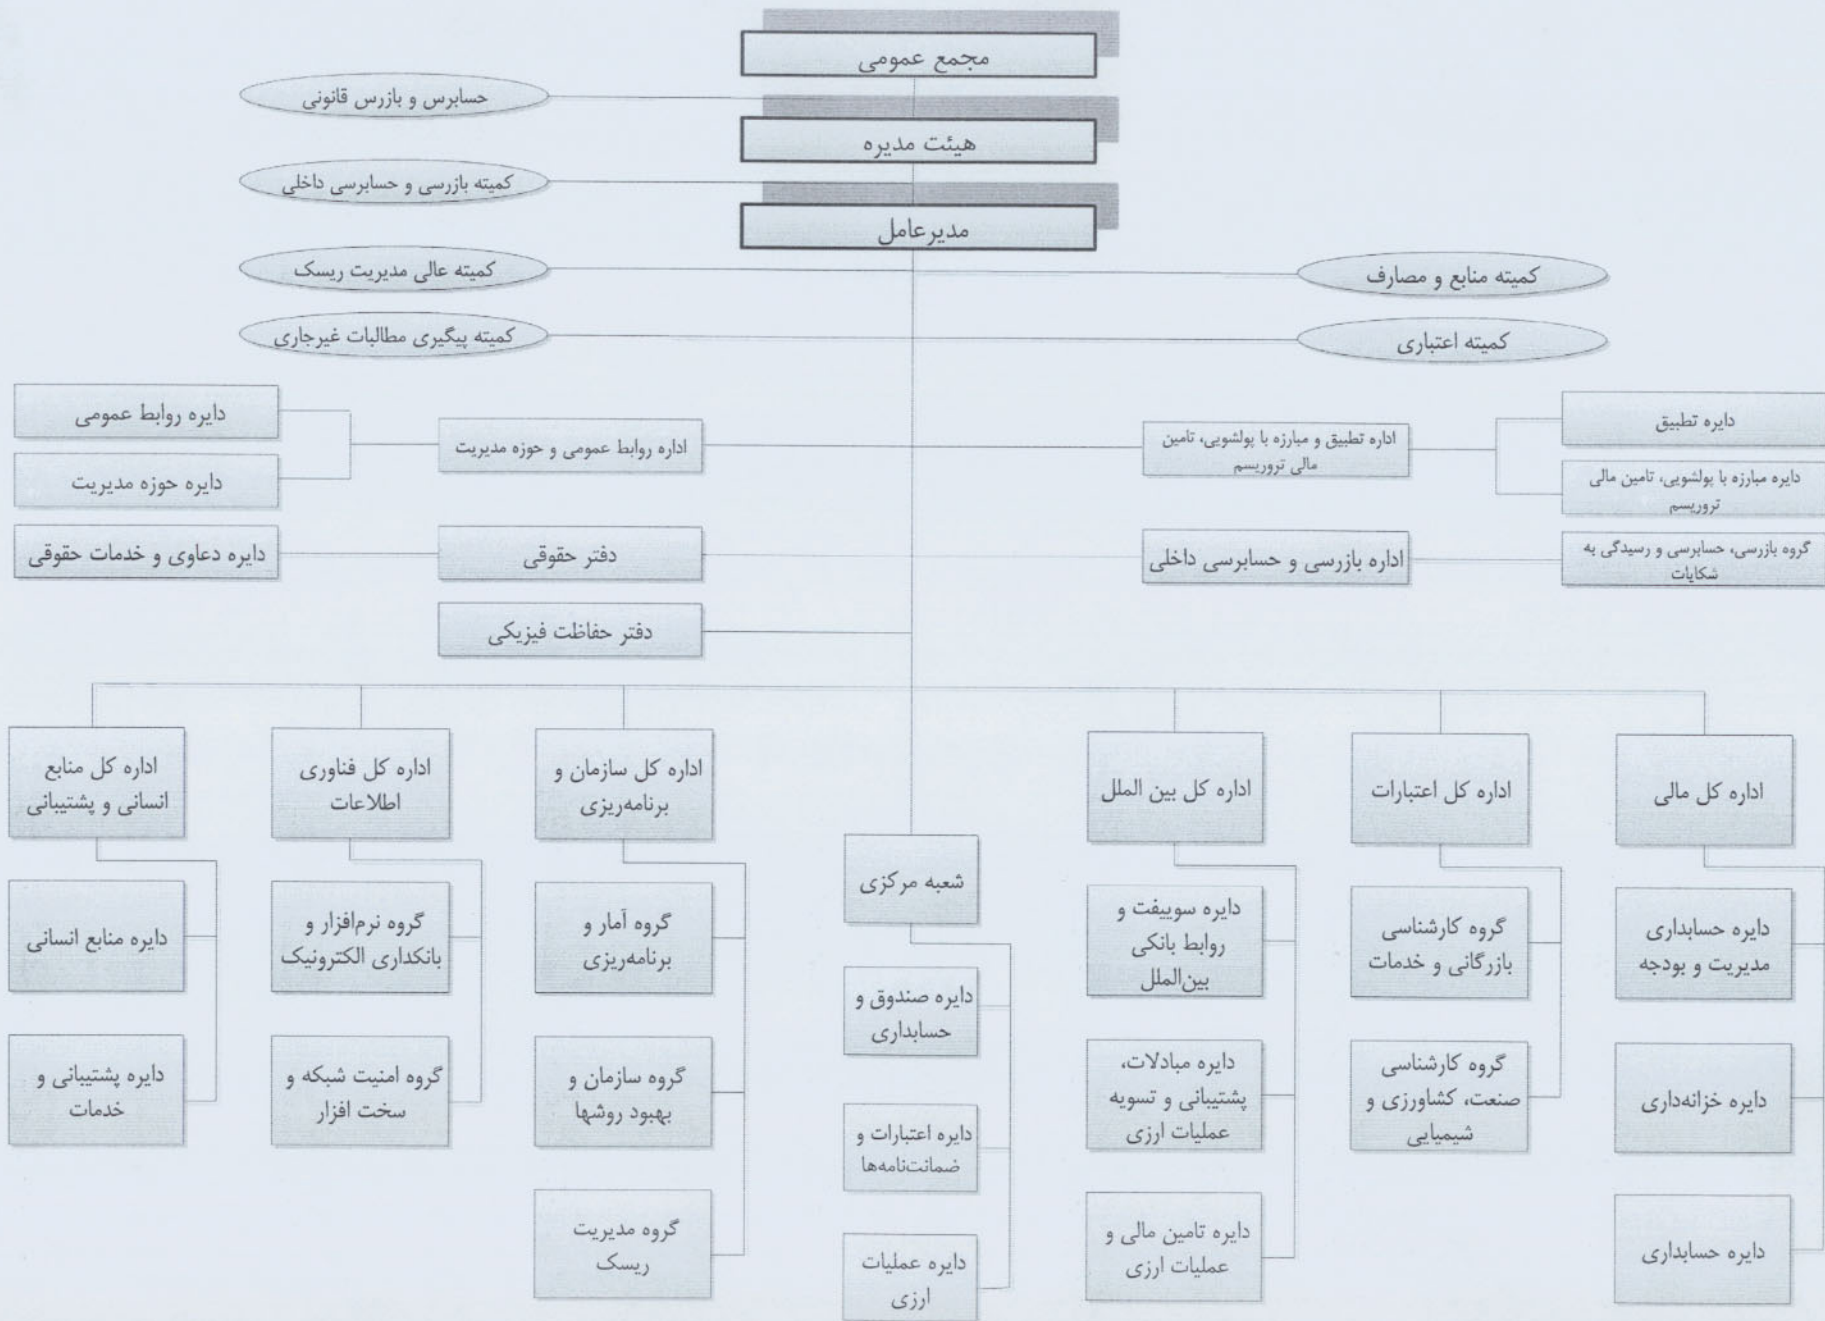 مجمع عمومی
حسابرس و بازرس قانونی
هیئت مدیره
کمیته بازرسی و حسابرسی داخلی
مدیرعامل
کمیته منابع و مصارف
کمیته عالی مدیریت ریسک
کمیته اعتباری
کمیته پیگیری مطالبات غیرجاری
دایره تطبیق
اداره تطبیق و مبارزه با پولشویی، تامین
مالی تروریسم
دایره مبارزه با پولشویی، تامین مالی
تروریسم
اداره روابط عمومی و حوزه مدیریت
دایره روابط عمومی
دایره حوزه مدیریت
گروه بازرسی، حسابرسی و رسیدگی به
شکایات
اداره بازرسی و حسابرسی داخلی
دفتر حقوقی
دایره دعاوی و خدمات حقوقی
دفتر حفاظت فیزیکی
اداره کل مالی
دایره حسابداری
مدیریت و بودجه
دایره خزانه‌داری
دایره حسابداری
اداره کل اعتبارات
گروه کارشناسی
بازرگانی و خدمات
گروه کارشناسی
صنعت، کشاورزی و
شیمیایی
اداره کل بین الملل
دایره سوییفت و
روابط بانکی
بین‌الملل
دایره مبادلات،
پشتیبانی و تسویه
عملیات ارزی
دایره تامین مالی و
عملیات ارزی
شعبه مرکزی
دایره صندوق و
حسابداری
دایره اعتبارات و
ضمانت‌نامه‌ها
دایره عملیات
ارزی
اداره کل سازمان و
برنامه‌ریزی
گروه آمار و
برنامه‌ریزی
گروه سازمان و
بهبود روشها
گروه مدیریت
ریسک
اداره کل فناوری
اطلاعات
گروه نرم‌افزار و
بانکداری الکترونیک
گروه امنیت شبکه و
سخت افزار
اداره کل منابع
انسانی و پشتیبانی
دایره منابع انسانی
دایره پشتیبانی و
خدمات